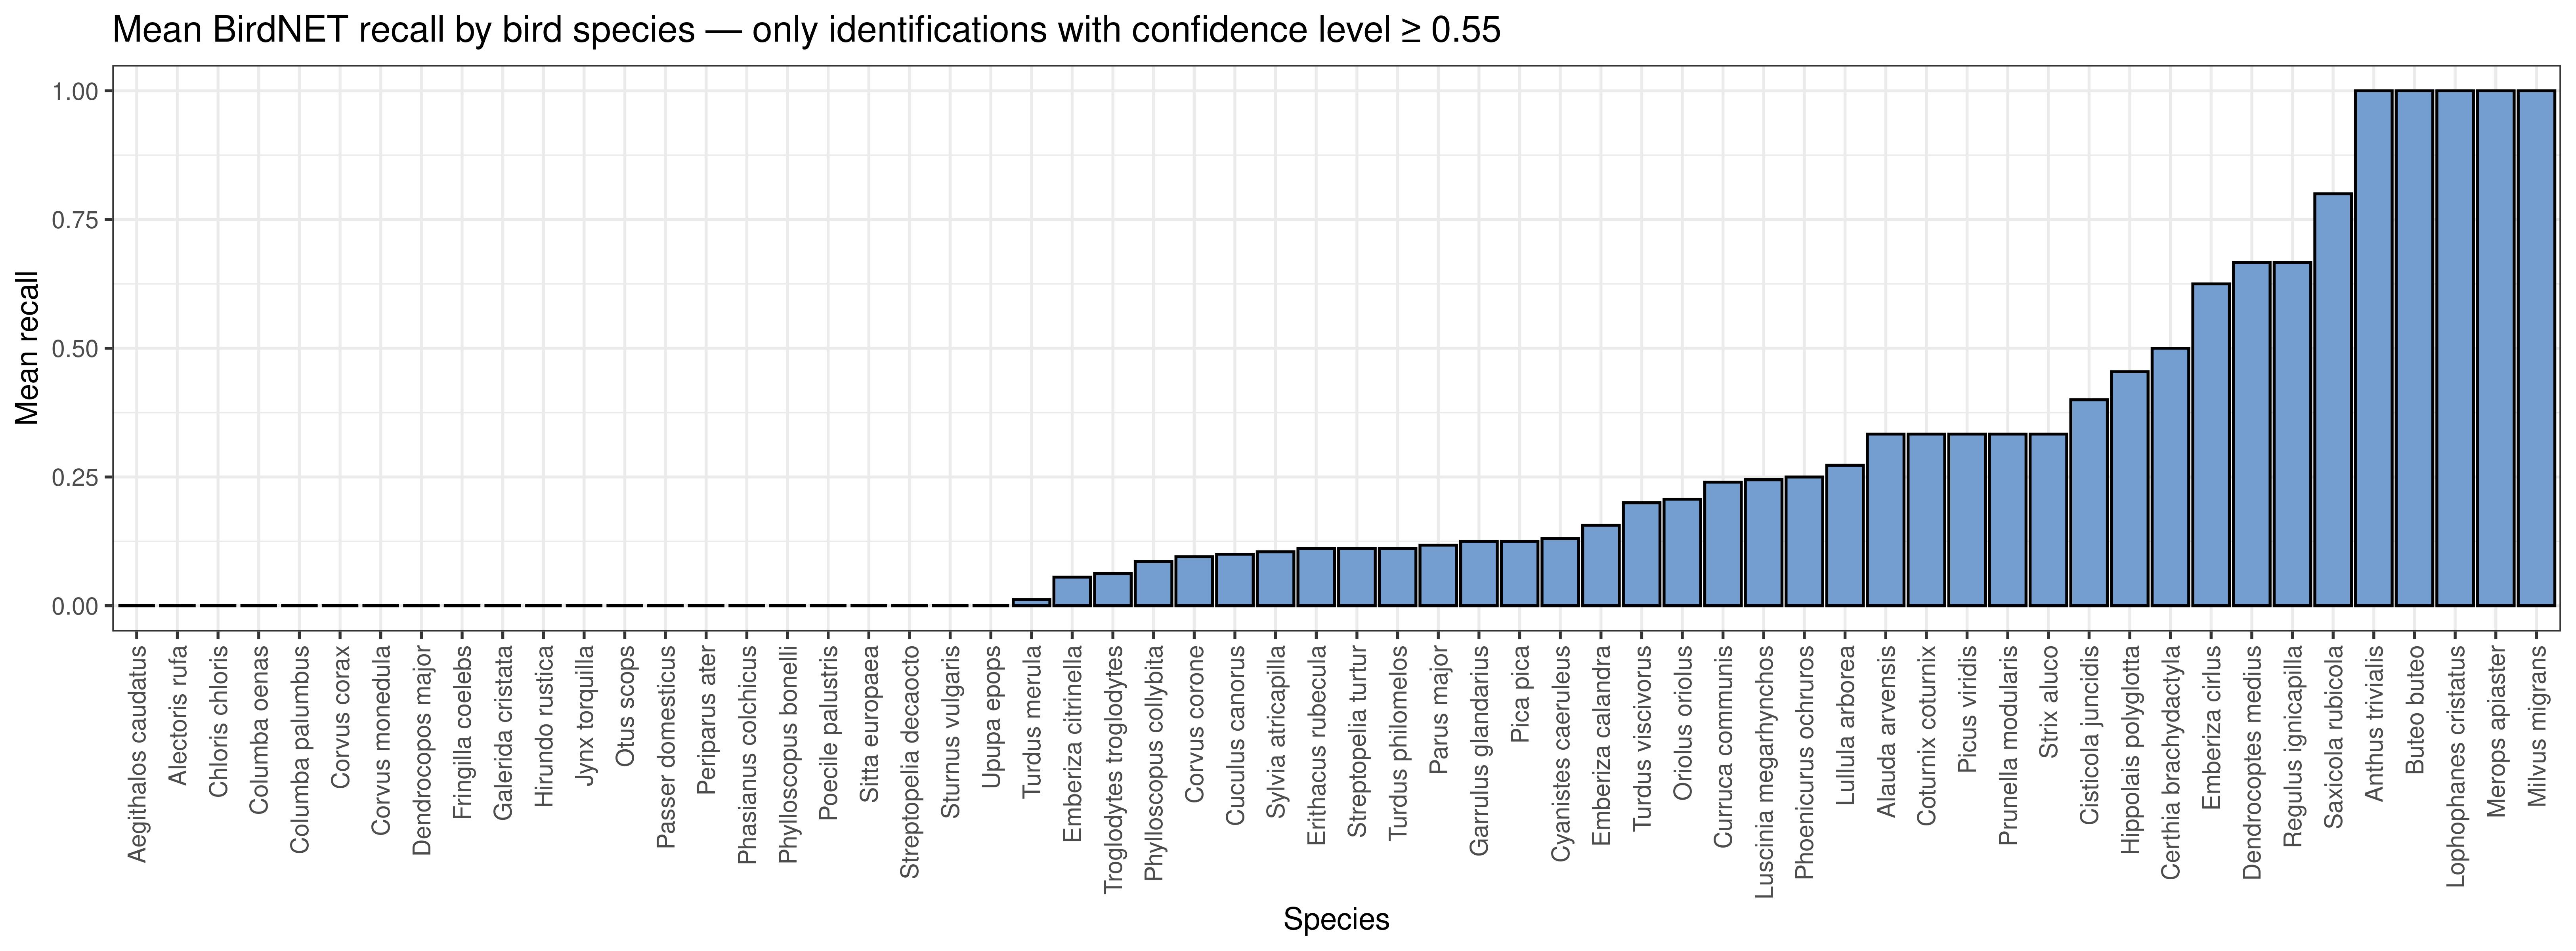 Mean BirdNET recall by bird species — only identifications with confidence level ≥ 0.55
Mean recall
1.00
0.75
0.50
0.25
0.00
Aegithalos caudatus
Alectoris rufa
Chloris chloris
Columba oenas
Columba palumbus
Corvus corax
Corvus monedula
Dendrocopos major
Fringilla coelebs
Galerida cristata
Hirundo rustica
Jynx torquilla
Otus scops
Passer domesticus
Periparus ater
Phasianus colchicus
Phylloscopus bonelli
Poecile palustris
Sitta europaea
Streptopelia decaocto
Sturnus vulgaris
Upupa epops
Turdus merula
Emberiza citrinella
Troglodytes troglodytes
Phylloscopus collybita
Corvus corone
Cuculus canorus
Sylvia atricapilla
Erithacus rubecula
Streptopelia turtur
Turdus philomelos
Parus major
Garrulus glandarius
Pica pica
Cyanistes caeruleus
Emberiza calandra
Turdus viscivorus
Oriolus oriolus
Curruca communis
Luscinia megarhynchos
Phoenicurus ochruros
Lullula arborea
Alauda arvensis
Coturnix coturnix
Picus viridis
Prunella modularis
Strix aluco
Cisticola juncidis
Hippolais polyglotta
Certhia brachydactyla
Emberiza cirlus
Dendrocoptes medius
Regulus ignicapilla
Saxicola rubicola
Anthus trivialis
Buteo buteo
Lophophanes cristatus
Merops apiaster
Milvus migrans
Species